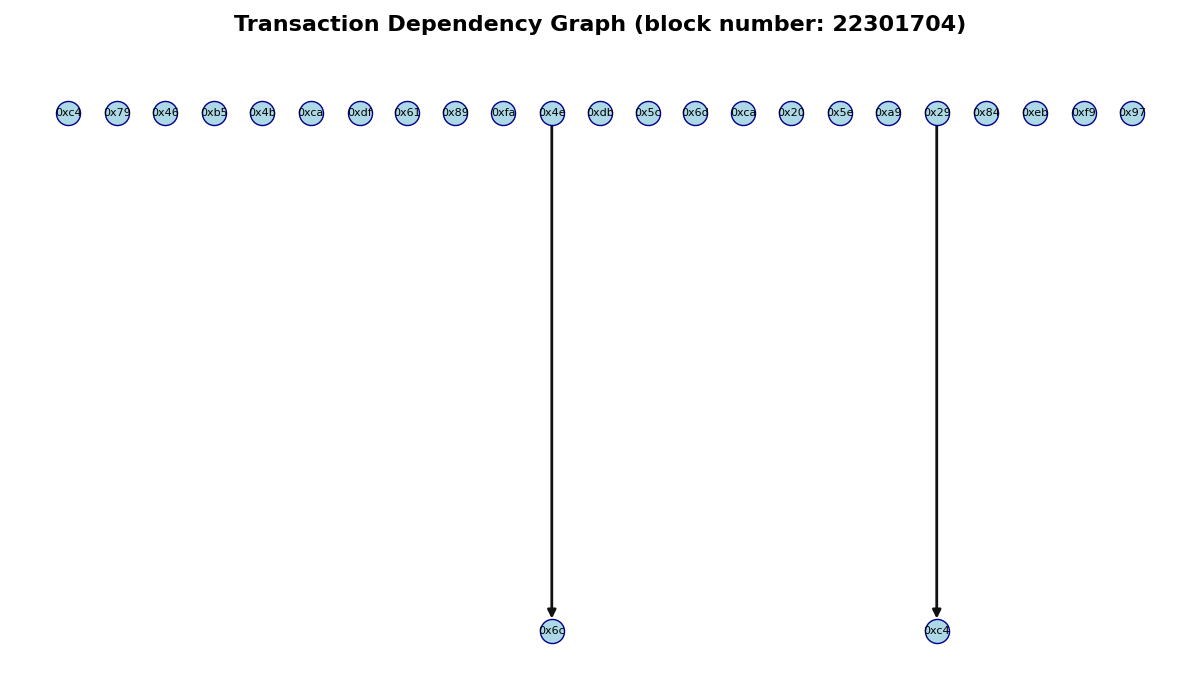 Transaction Dependency Graph (block number: 22301704)
0xc4 0x79 0x46 0xb5 0x4b 0xca 0xdf 0x61 0x89 0xfa 0x4e 0xdb 0x5c 0x6d 0xca 0x20 0x5e 0xa9 0x29 0x84 0xeb 0xf9 0x97
0x6c 0xc4